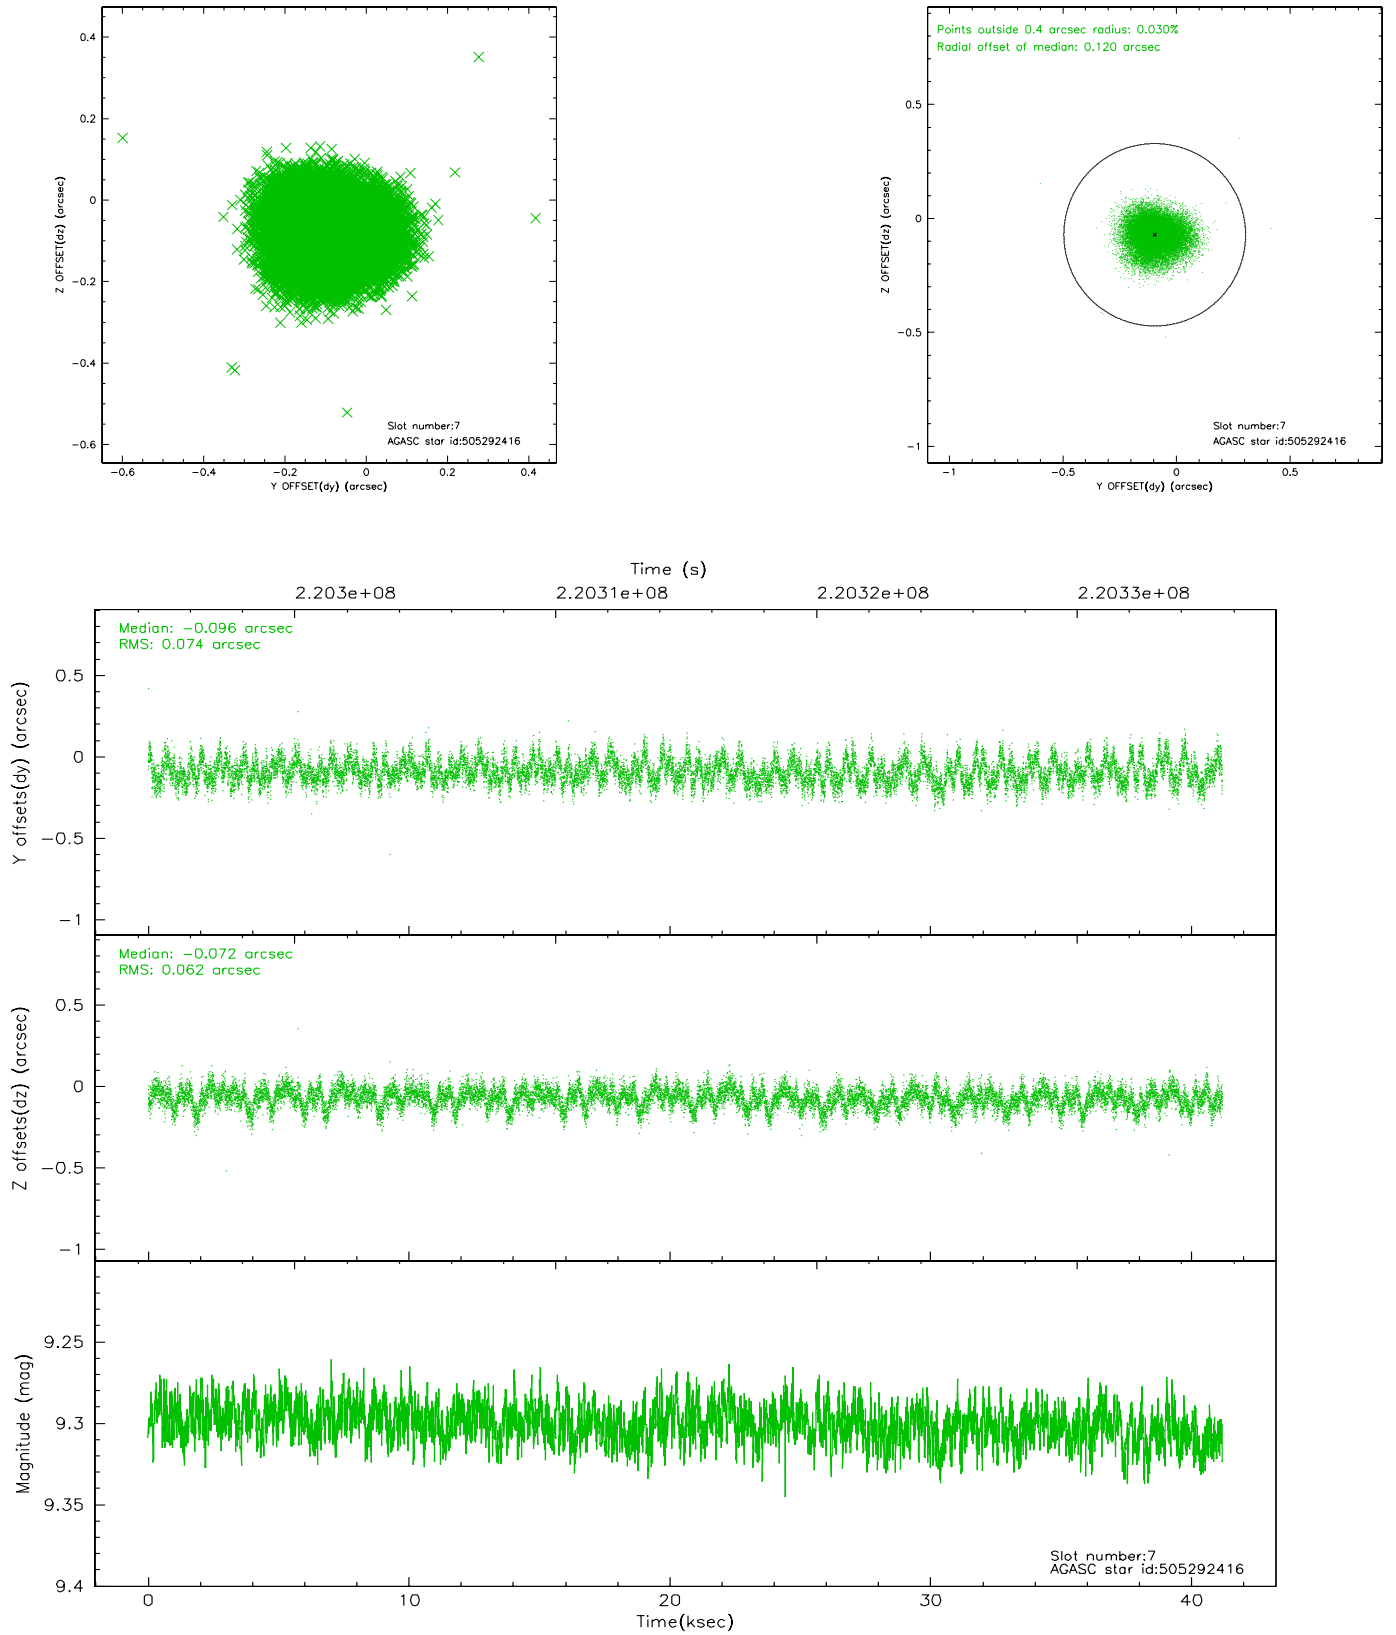 0.4
0.2
0
−0.2
−0.4
−0.6
Z OFFSET(dz) (arcsec)
−0.6
−0.4
−0.2
0
0.2
0.4
Y OFFSET(dy) (arcsec)
Slot number:7
AGASC star id:505292416
Points outside 0.4 arcsec radius: 0.030%
Radial offset of median: 0.120 arcsec
0.5
0
−0.5
−1
Z OFFSET(dz) (arcsec)
−1
−0.5
0
0.5
Y OFFSET(dy) (arcsec)
Slot number:7
AGASC star id:505292416
Time (s)
2.203e+08
2.2031e+08
2.2032e+08
2.2033e+08
Median: −0.096 arcsec
RMS: 0.074 arcsec
0.5
0
−0.5
−1
Y offsets(dy) (arcsec)
Median: −0.072 arcsec
RMS: 0.062 arcsec
0.5
0
−0.5
−1
Z offsets(dz) (arcsec)
9.25
9.3
9.35
9.4
Magnitude (mag)
Slot number:7
AGASC star id:505292416
0
10
20
30
40
Time(ksec)